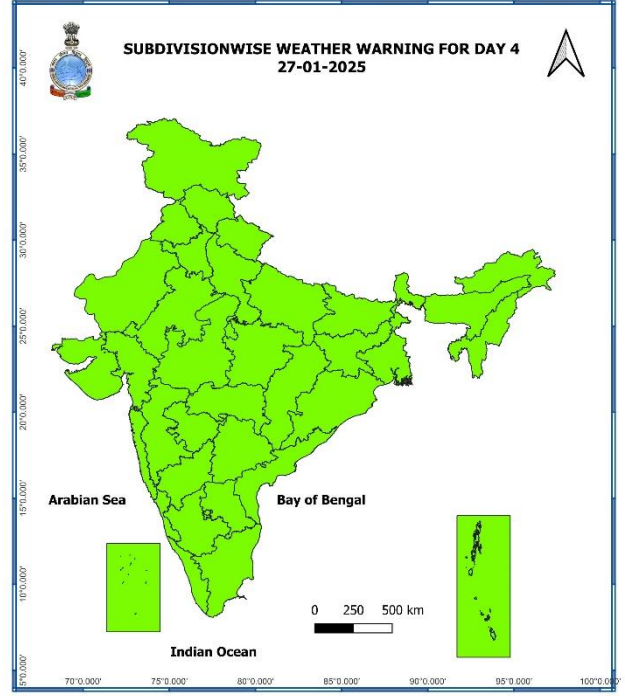 SUBDIVISIONWISE WEATHER WARNING FOR DAY 4
27-01-2025
40°0.000'
35°0.000'
30°0.000'
25°0.000'
20°0.000'
15°0.000'
10°0.000'
5°0.000'
Arabian Sea
Bay of Bengal
0 250 500 km
Indian Ocean
70°0.000' 75°0.000' 80°0.000' 85°0.000' 90°0.000' 95°0.000' 100°0.000'